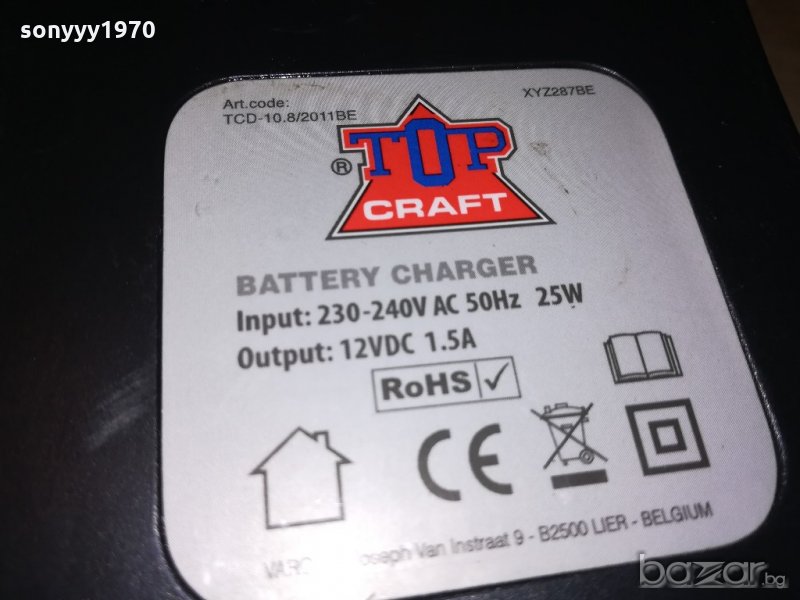 sonyyy1970
Art.code:
TCD-10.8/2011BE
XYZ287BE
TOP
®
CRAFT
BATTERY CHARGER
Input: 230-240V AC 50Hz 25W
Output: 12VDC 1.5A
RoHS ✓
CE
Van Instraat 9 - B2500 LIER - BELGIUM
bazar.bg